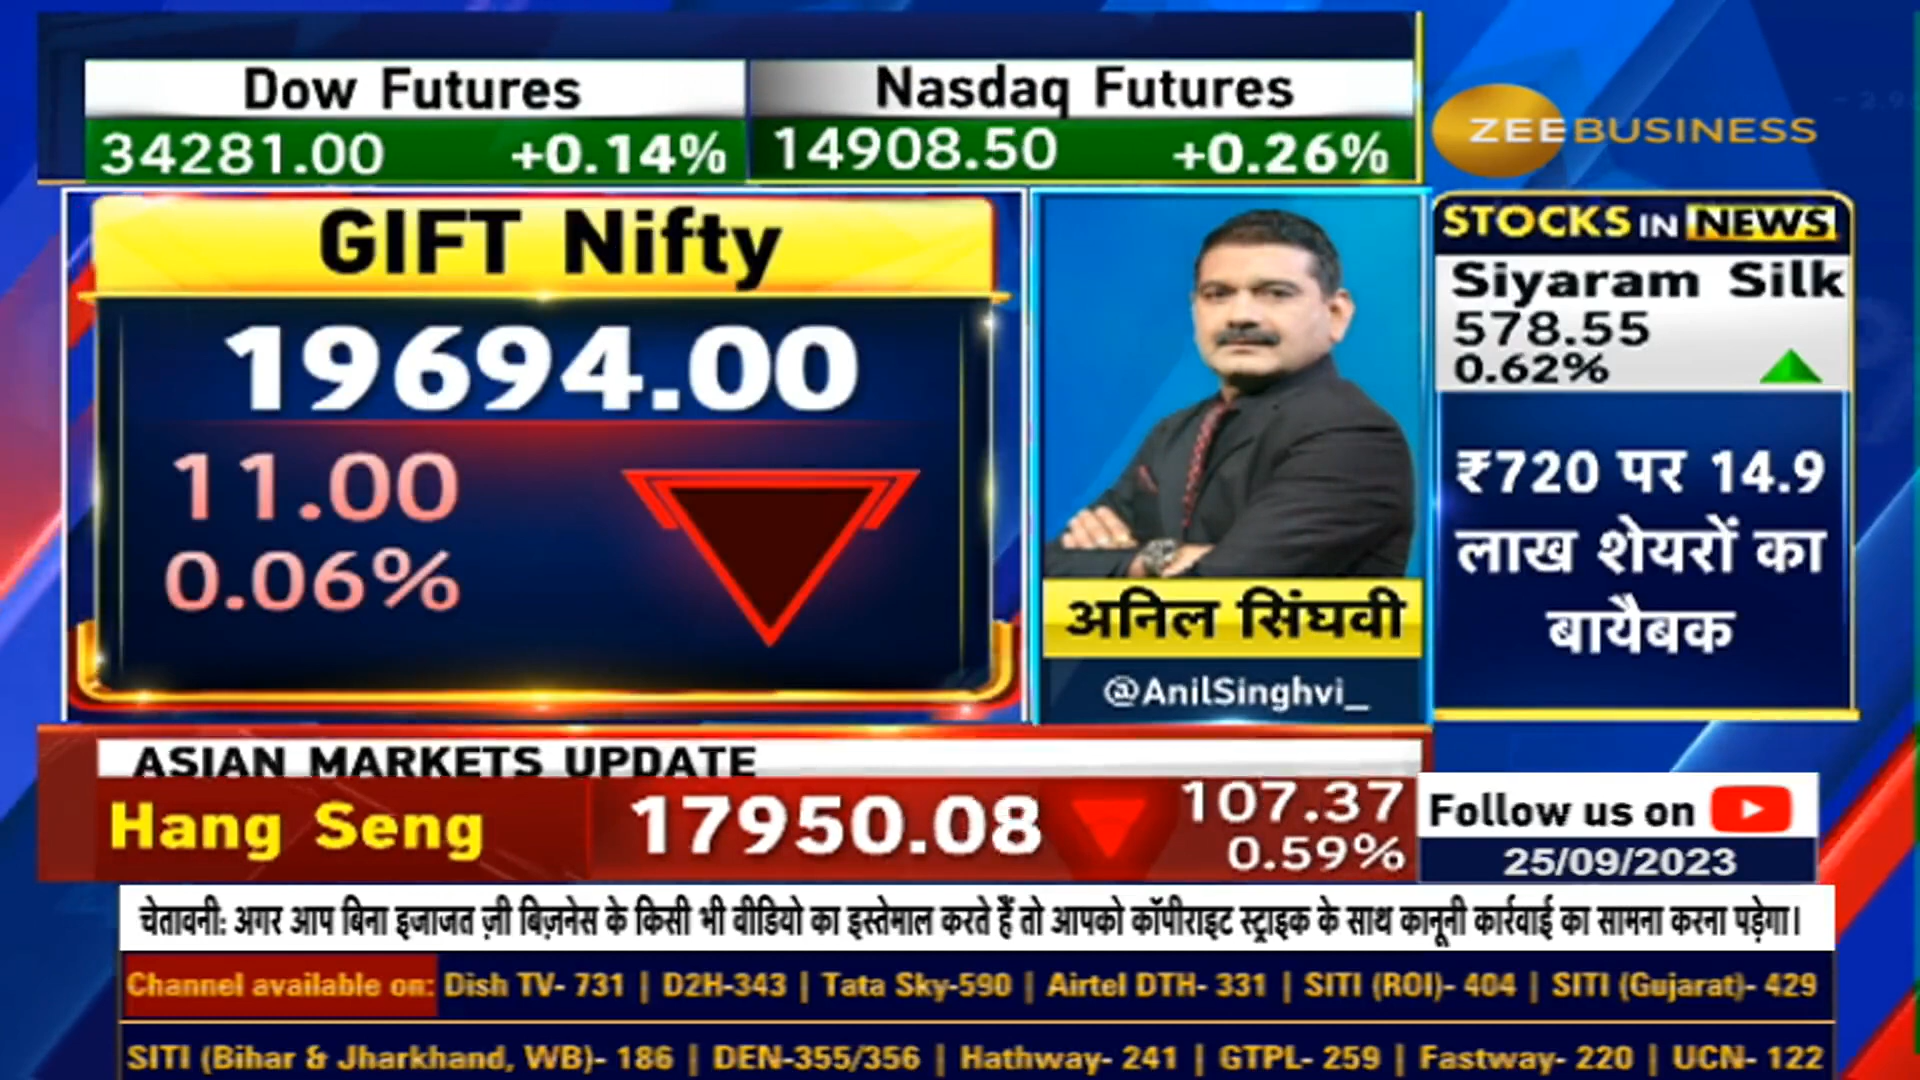 Dow Futures
34281.00 +0.14%
Nasdaq Futures
14908.50 +0.26%
ZEEBUSINESS
GIFT Nifty
19694.00
11.00
0.06%
अनिल सिंघवी
@AnilSinghvi_
STOCKS IN NEWS
Siyaram Silk
578.55
0.62%
₹720 पर 14.9
लाख शेयरों का
बायैबक
ASIAN MARKETS UPDATE
Hang Seng 17950.08 107.37
0.59%
Follow us on
25/09/2023
चेतावनी: अगर आप बिना इजाजत ज़ी बिज़नेस के किसी भी वीडियो का इस्तेमाल करते हैं तो आपको कॉपीराइट स्ट्राइक के साथ कानूनी कार्रवाई का सामना करना पड़ेगा।
Channel available on: Dish TV- 731 | D2H-343 | Tata Sky-590 | Airtel DTH- 331 | SITI (ROI)- 404 | SITI (Gujarat)- 429
SITI (Bihar & Jharkhand, WB)- 186 | DEN-355/356 | Hathway- 241 | GTPL- 259 | Fastway- 220 | UCN- 122